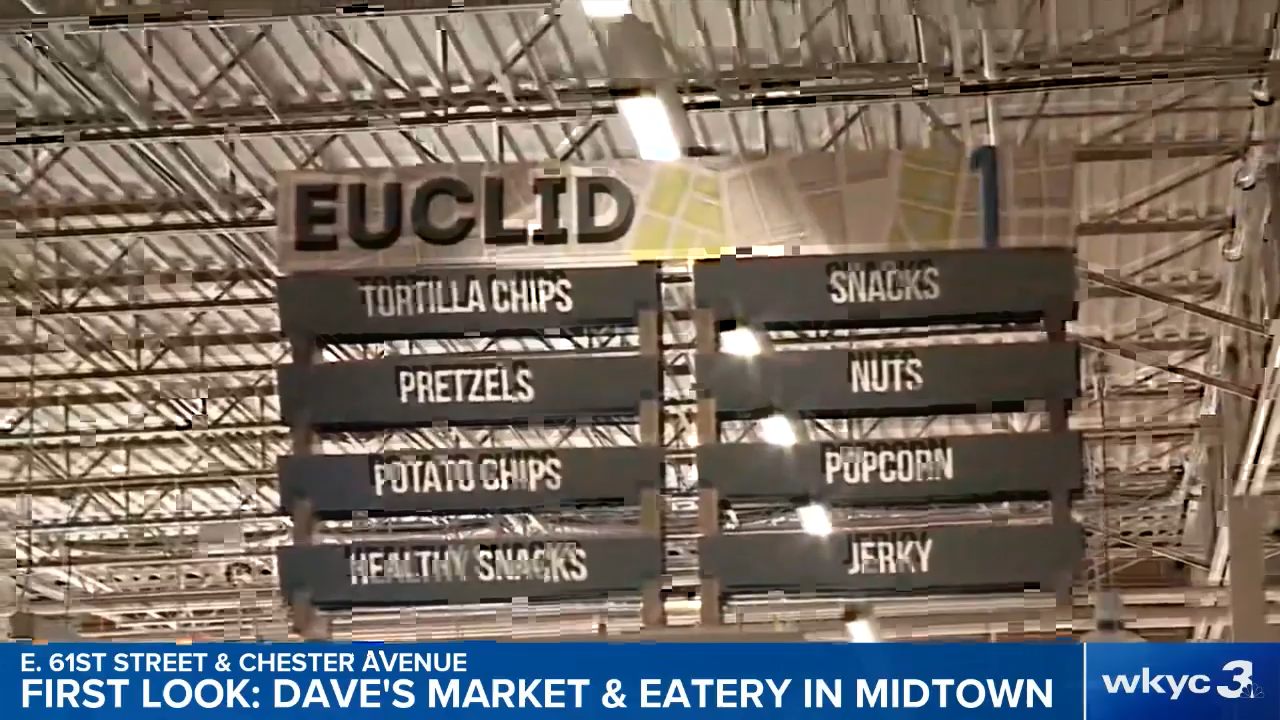 EUCLID 1
TORTILLA CHIPS
SNACKS
PRETZELS
NUTS
POTATO CHIPS
POPCORN
HEALTHY SNACKS
JERKY
E. 61ST STREET & CHESTER AVENUE
FIRST LOOK: DAVE'S MARKET & EATERY IN MIDTOWN
wkyc 3